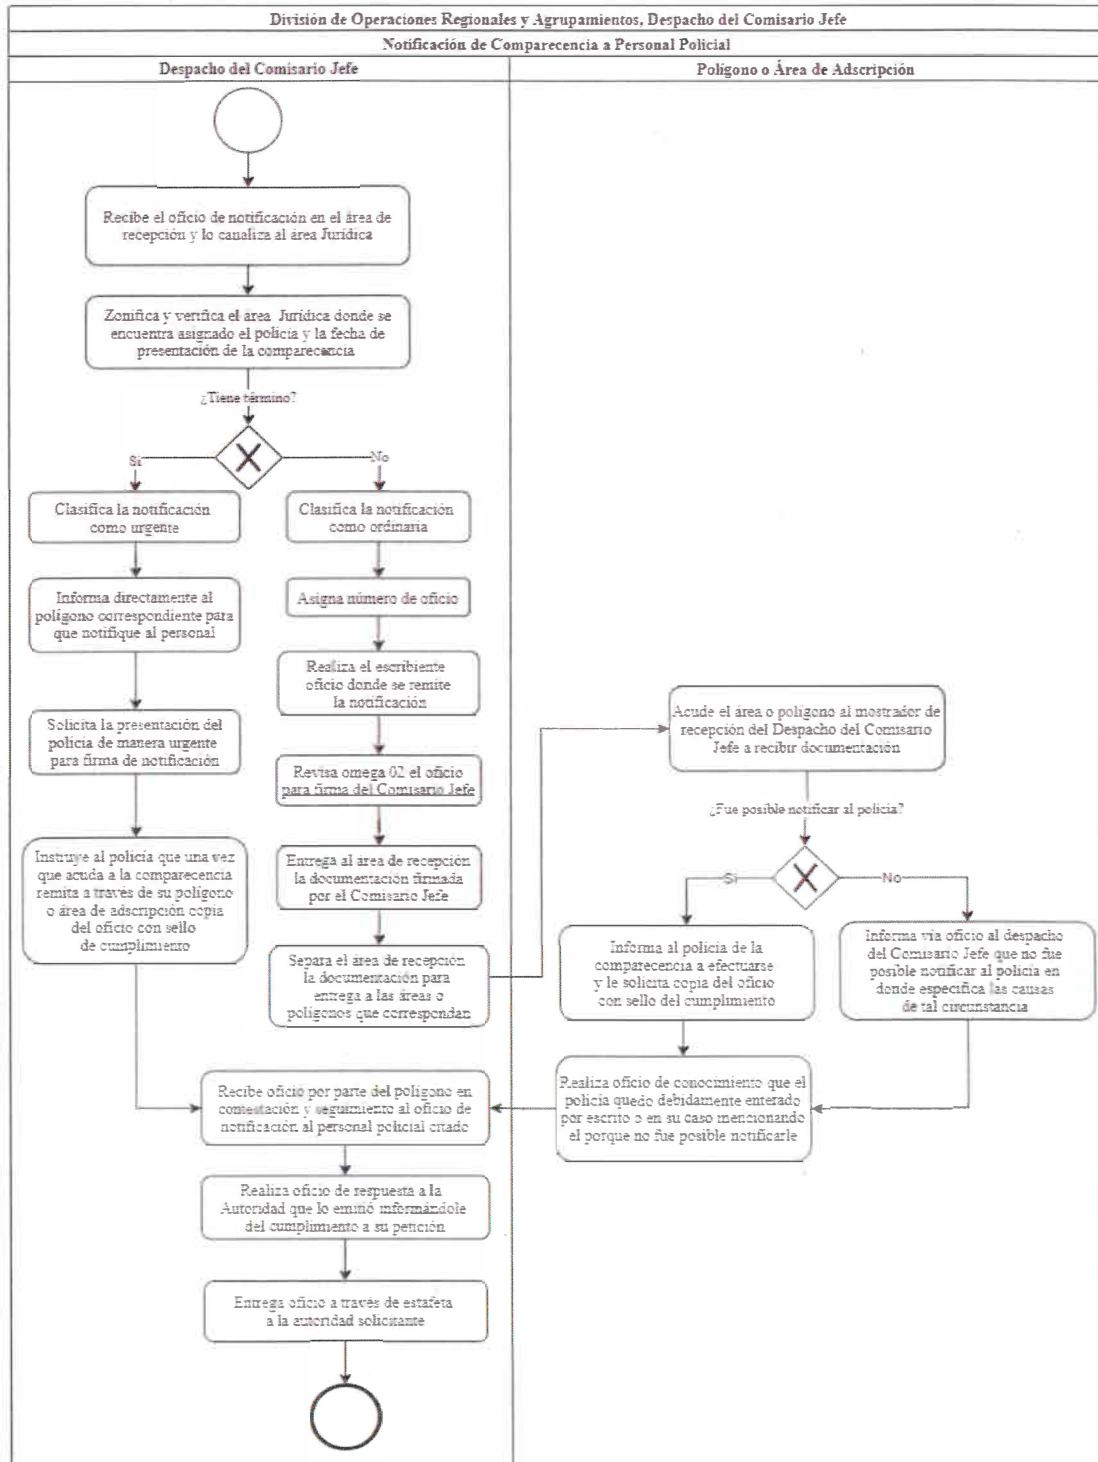 División de Operaciones Regionales y Agrupamientos, Despacho del Comisario Jefe
Notificación de Comparecencia a Personal Policial
Despacho del Comisario Jefe
Polígono o Área de Adscripción
Recibe el oficio de notificación en el área de
recepción y lo canaliza al área Jurídica
Zonifica y verifica el área Jurídica donde se
encuentra asignado el policía y la fecha de
presentación de la comparecencia
¿Tiene término?
Si
No
Clasifica la notificación
como urgente
Informa directamente al
polígono correspondiente para
que notifique al personal
Solicita la presentación del
policía de manera urgente
para firma de notificación
Instruye al policía que una vez
que acuda a la comparecencia
remita a través de su polígono
o área de adscripción copia
del oficio con sello
de cumplimiento
Clasifica la notificación
como ordinaria
Asigna número de oficio
Realiza el escribiente
oficio donde se remite
la notificación
Revisa omega 02 el oficio
para firma del Comisario Jefe
Entrega al área de recepción
la documentación firmada
por el Comisario Jefe
Separa el área de recepción
la documentación para
entrega a las áreas o
polígonos que correspondan
Acude el área o polígono al mostrador de
recepción del Despacho del Comisario
Jefe a recibir documentación
¿Fue posible notificar al policía?
Si
No
Informa al policía de la
comparecencia a efectuarse
y le solicita copia del oficio
con sello del cumplimiento
Informa vía oficio al despacho
del Comisario Jefe que no fue
posible notificar al policía en
donde especifica las causas
de tal circunstancia
Realiza oficio de conocimiento que el
policía quedo debidamente enterado
por escrito o en su caso mencionando
el porque no fue posible notificarle
Recibe oficio por parte del polígono en
contestación y seguimiento al oficio de
notificación al personal policial citado
Realiza oficio de respuesta a la
Autoridad que lo emitió informándole
del cumplimiento a su petición
Entrega oficio a través de estafeta
a la autoridad solicitante